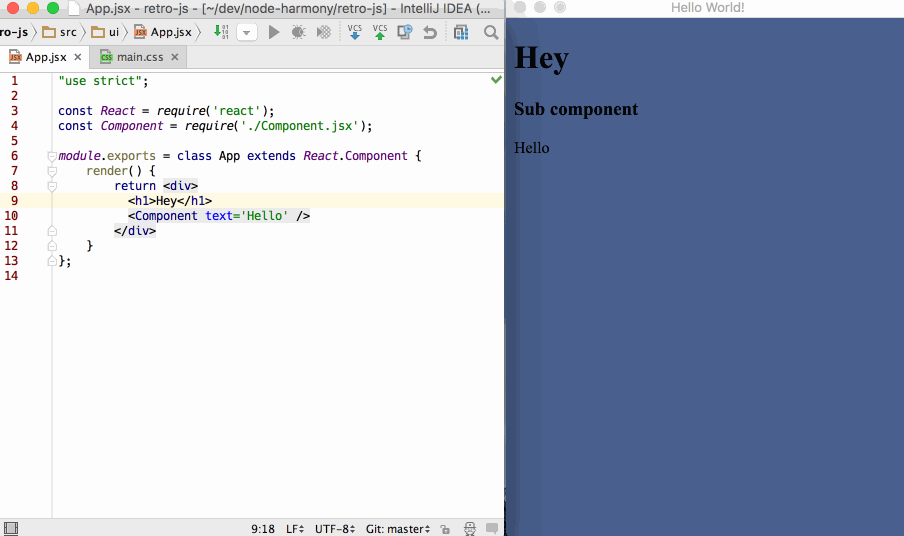 App.jsx - retro-js - [~/dev/node-harmony/retro-js] - IntelliJ IDEA (...
ro-js src ui App.jsx VCS VCS
App.jsx main.css
1 "use strict";
2
3 const React = require('react');
4 const Component = require('./Component.jsx');
5
6 module.exports = class App extends React.Component {
7 render() {
8 return <div>
9 <h1>Hey</h1>
10 <Component text='Hello' />
11 </div>
12 }
13 };
14
9:18 LF UTF-8 Git: master
Hello World!
Hey
Sub component
Hello